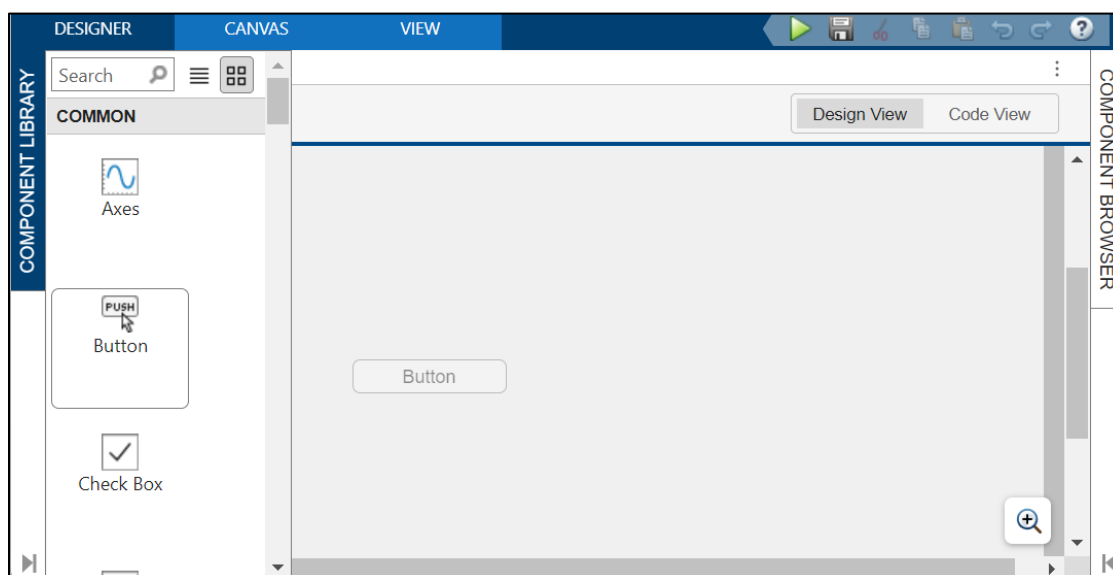 DESIGNER CANVAS VIEW
?
COMPONENT LIBRARY
Search
COMMON
Axes
PUSH
Button
Check Box
Design View Code View
Button
COMPONENT BROWSER